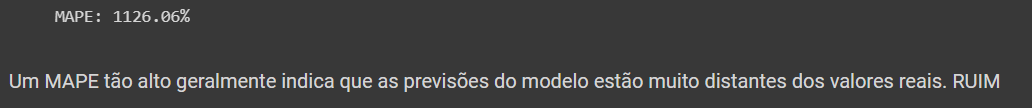 MAPE: 1126.06%
Um MAPE tão alto geralmente indica que as previsões do modelo estão muito distantes dos valores reais. RUIM